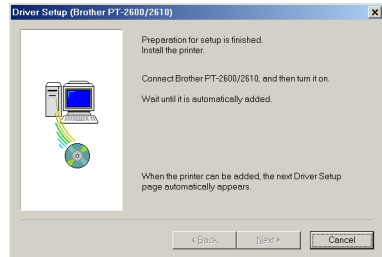 Driver Setup (Brother PT-2600/2610)
Preparation for setup is finished.
Install the printer.
Connect Brother PT-2600/2610, and then turn it on.
Wait until it is automatically added.
When the printer can be added, the next Driver Setup
page automatically appears.
< Back
Next >
Cancel